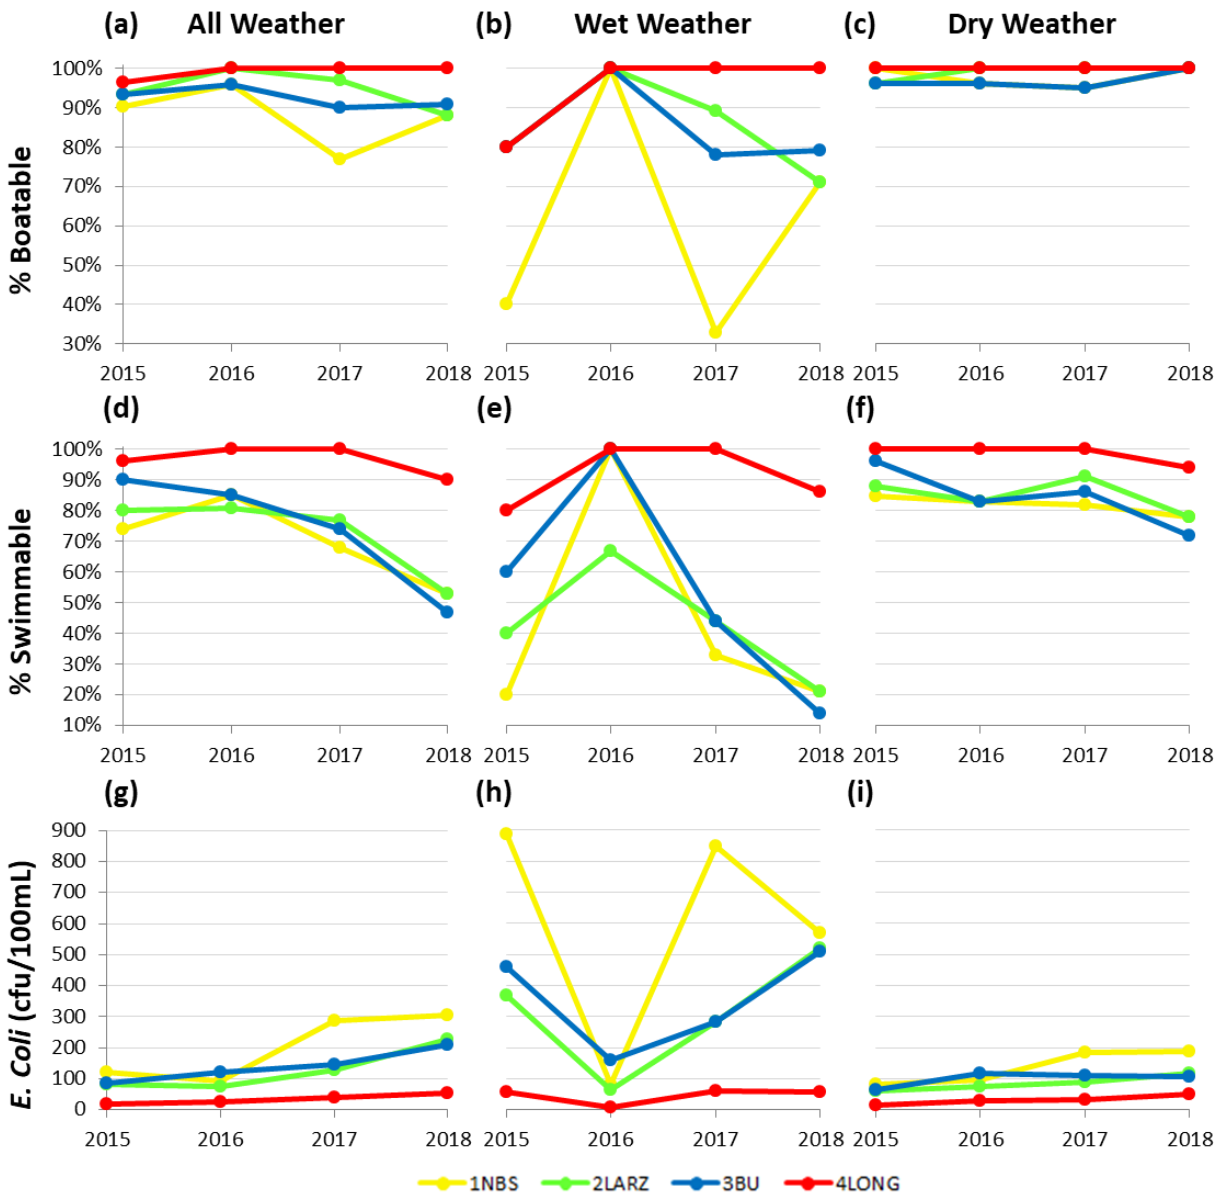 (a) All Weather (b) Wet Weather (c) Dry Weather
% Boatable
100%
90%
80%
70%
60%
50%
40%
30%
2015 2016 2017 2018 2015 2016 2017 2018 2015 2016 2017 2018
(d) (e) (f)
% Swimmable
100%
90%
80%
70%
60%
50%
40%
30%
20%
10%
2015 2016 2017 2018 2015 2016 2017 2018 2015 2016 2017 2018
(g) (h) (i)
E. Coli (cfu/100mL)
900
800
700
600
500
400
300
200
100
0
2015 2016 2017 2018 2015 2016 2017 2018 2015 2016 2017 2018
1NBS 2LARZ 3BU 4LONG